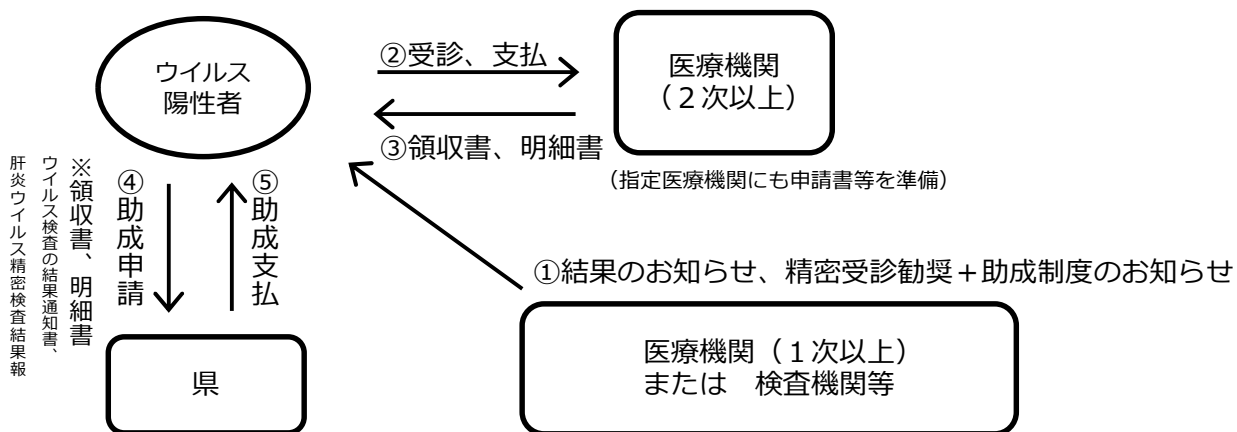 ウイルス
陽性者
②受診、支払
③領収書、明細書
医療機関
（２次以上）
（指定医療機関にも申請書等を準備）
①結果のお知らせ、精密受診勧奨＋助成制度のお知らせ
④助成申請
⑤助成支払
※領収書、明細書
ウイルス検査の結果通知書、
肝炎ウイルス精密検査結果報
県
医療機関（１次以上）
または　検査機関等